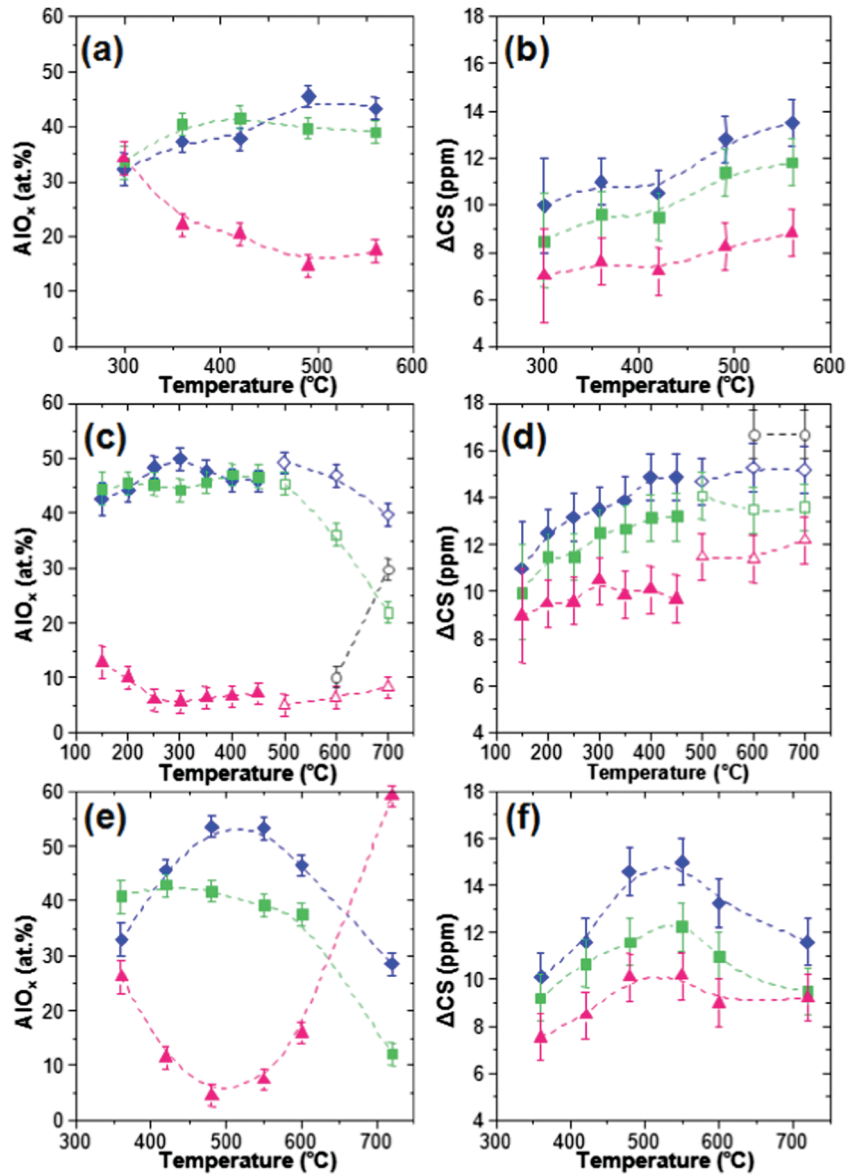 (a)
AlOₓ (at.%)
60
50
40
30
20
10
0
300 400 500 600
Temperature (°C)
(b)
ΔCS (ppm)
18
16
14
12
10
8
6
4
300 400 500 600
Temperature (°C)
(c)
AlOₓ (at.%)
60
50
40
30
20
10
0
100 200 300 400 500 600 700
Temperature (°C)
(d)
ΔCS (ppm)
18
16
14
12
10
8
6
4
100 200 300 400 500 600 700
Temperature (°C)
(e)
AlOₓ (at.%)
60
50
40
30
20
10
0
300 400 500 600 700
Temperature (°C)
(f)
ΔCS (ppm)
18
16
14
12
10
8
6
4
300 400 500 600 700
Temperature (°C)